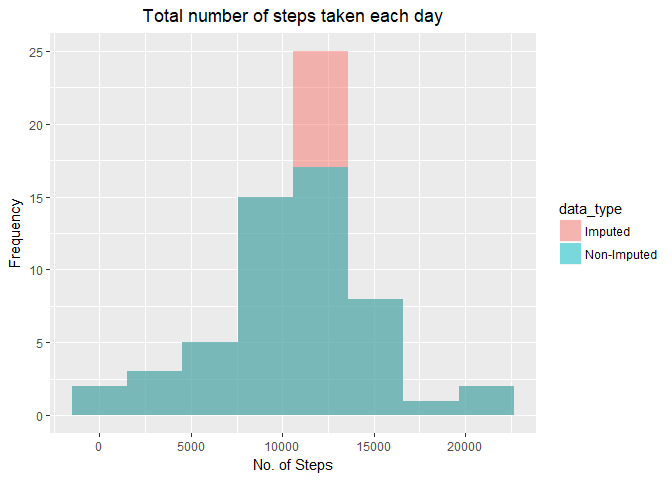 Total number of steps taken each day
Frequency
25
20
15
10
5
0
0 5000 10000 15000 20000
No. of Steps
data_type
Imputed
Non-Imputed